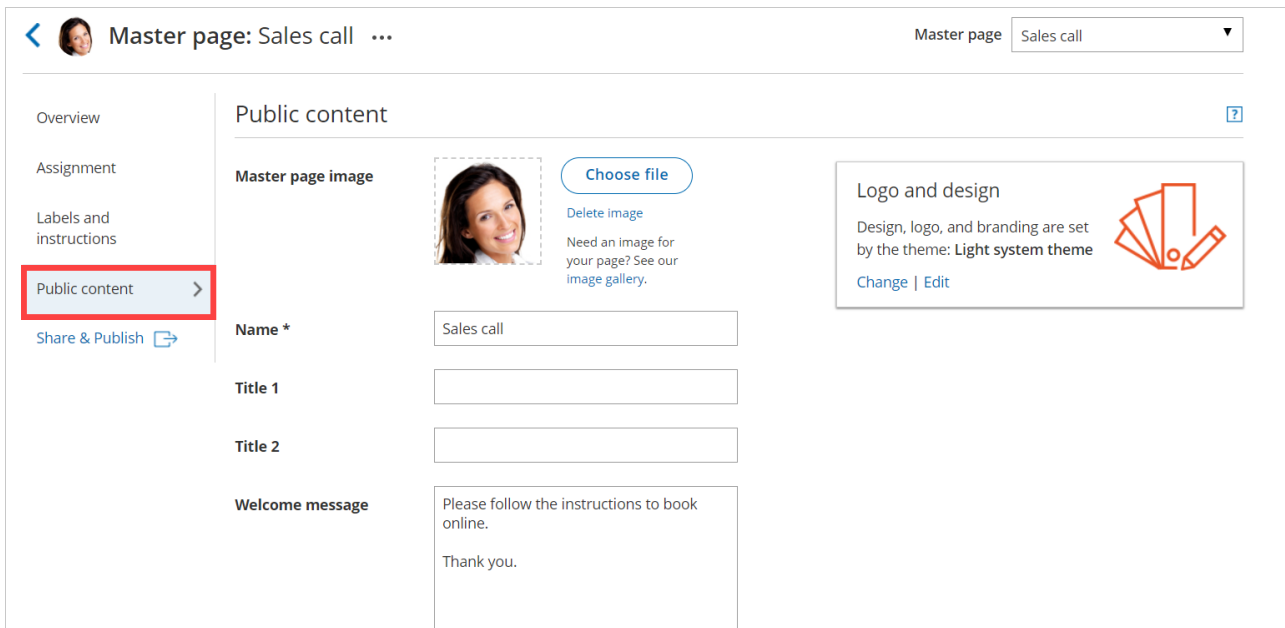 Master page: Sales call ...
Master page
Sales call
Overview
Assignment
Labels and
instructions
Public content
Share & Publish
Public content
?
Master page image
Choose file
Delete image
Need an image for
your page? See our
image gallery.
Name *
Sales call
Title 1
Title 2
Welcome message
Please follow the instructions to book
online.
Thank you.
Logo and design
Design, logo, and branding are set
by the theme: Light system theme
Change | Edit